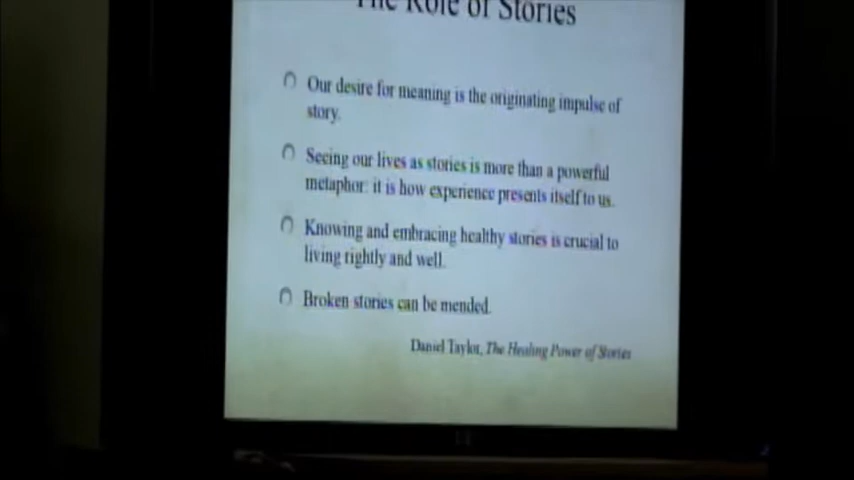 The Role of Stories
Our desire for meaning is the originating impulse of
story.
Seeing our lives as stories is more than a powerful
metaphor: it is how experience presents itself to us.
Knowing and embracing healthy stories is crucial to
living rightly and well.
Broken stories can be mended.
Daniel Taylor, The Healing Power of Stories